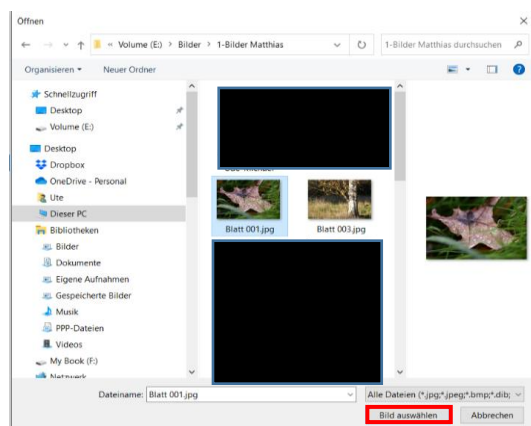 Öffnen
« Volume (E:) > Bilder > 1-Bilder Matthias
1-Bilder Matthias durchsuchen
Organisieren
Neuer Ordner
Schnellzugriff
Desktop
Volume (E:)
Desktop
Dropbox
OneDrive - Personal
Ute
Dieser PC
Bibliotheken
Bilder
Dokumente
Eigene Aufnahmen
Gespeicherte Bilder
Musik
PPP-Dateien
Videos
My Book (F:)
Netzwerk
Blatt 001.jpg
Blatt 003.jpg
Dateiname: Blatt 001.jpg
Alle Dateien (*.jpg;*.jpeg;*.bmp;*.dib;
Bild auswählen
Abbrechen